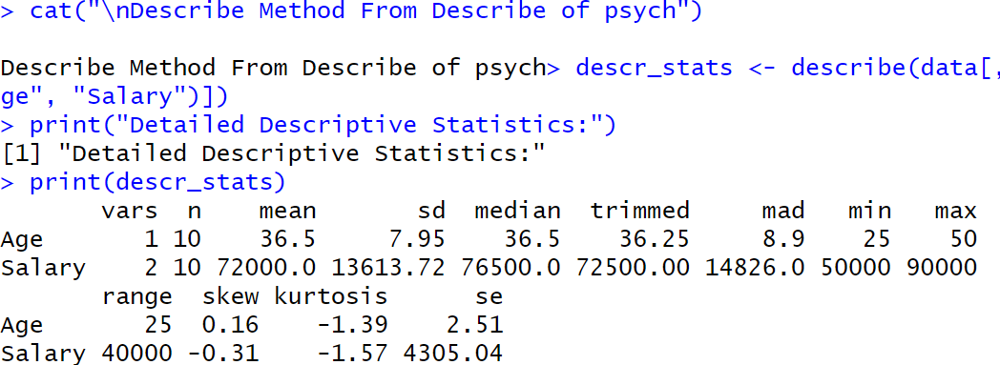 > cat("\nDescribe Method From Describe of psych")

Describe Method From Describe of psych> descr_stats <- describe(data[,
ge", "Salary")])
> print("Detailed Descriptive Statistics:")
[1] "Detailed Descriptive Statistics:"
> print(descr_stats)
       vars  n    mean       sd  median  trimmed     mad   min   max
Age       1 10    36.5     7.95    36.5    36.25     8.9    25    50
Salary    2 10 72000.0 13613.72 76500.0 72500.00 14826.0 50000 90000
       range  skew kurtosis      se
Age       25  0.16    -1.39    2.51
Salary 40000 -0.31    -1.57 4305.04